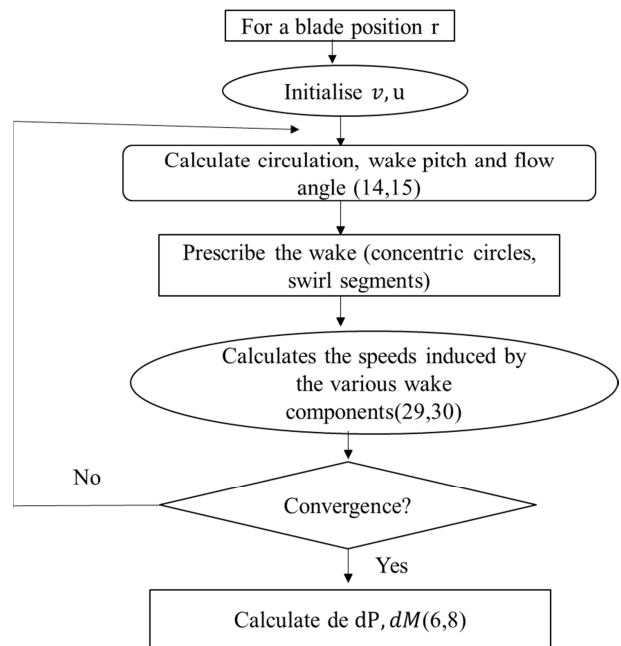 For a blade position r
Initialise v, u
Calculate circulation, wake pitch and flow
angle (14,15)
Prescribe the wake (concentric circles,
swirl segments)
Calculates the speeds induced by
the various wake
components(29,30)
No
Convergence?
Yes
Calculate de dP, dM(6,8)